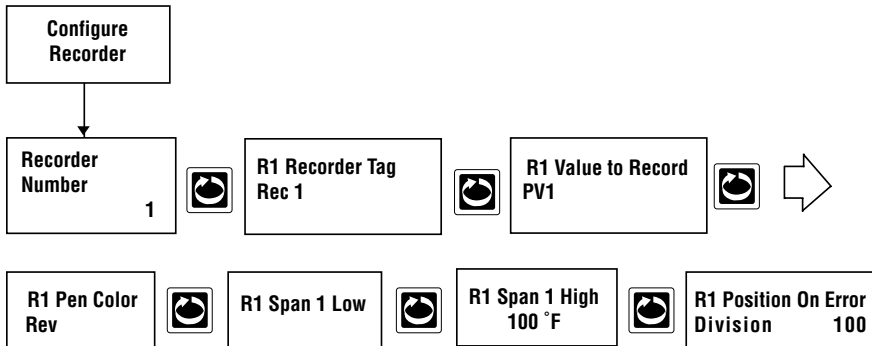 Configure
Recorder
Recorder
Number
1
R1 Recorder Tag
Rec 1
R1 Value to Record
PV1
R1 Pen Color
Rev
R1 Span 1 Low
R1 Span 1 High
100 ˚F
R1 Position On Error
Division 100